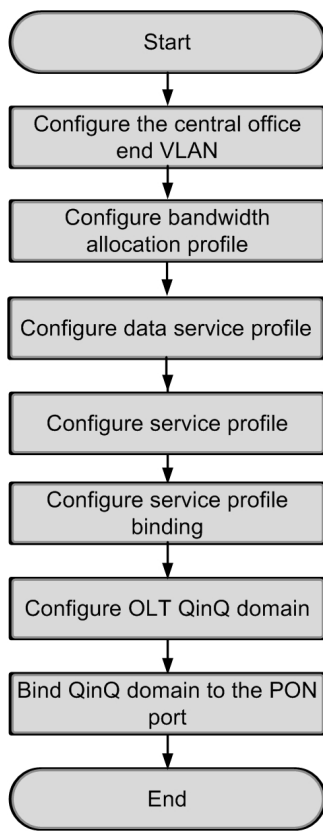 Start
Configure the central office
end VLAN
Configure bandwidth
allocation profile
Configure data service profile
Configure service profile
Configure service profile
binding
Configure OLT QinQ domain
Bind QinQ domain to the PON
port
End